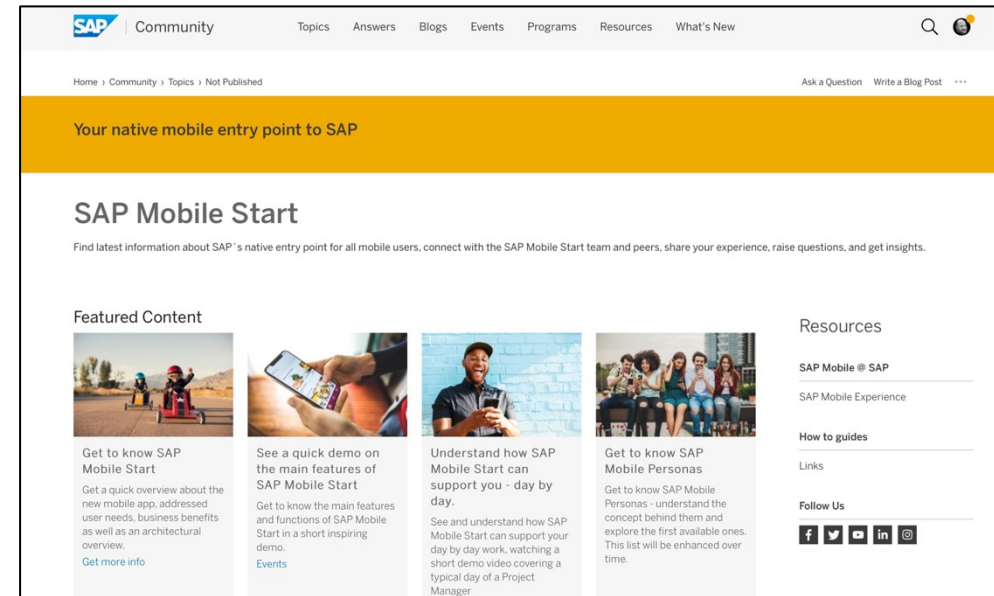 SAP Community
Topics Answers Blogs Events Programs Resources What's New
Home › Community › Topics › Not Published
Ask a Question Write a Blog Post ···
Your native mobile entry point to SAP
SAP Mobile Start
Find latest information about SAP`s native entry point for all mobile users, connect with the SAP Mobile Start team and peers, share your experience, raise questions, and get insights.
Featured Content
Get to know SAP
Mobile Start
Get a quick overview about the
new mobile app, addressed
user needs, business benefits
as well as an architectural
overview.
Get more info
See a quick demo on
the main features of
SAP Mobile Start
Get to know the main features
and functions of SAP Mobile
Start in a short inspiring
demo.
Events
Understand how SAP
Mobile Start can
support you - day by
day.
See and understand how SAP
Mobile Start can support your
day by day work, watching a
short demo video covering a
typical day of a Project
Manager
Get to know SAP
Mobile Personas
Get to know SAP Mobile
Personas - understand the
concept behind them and
explore the first available ones.
This list will be enhanced over
time.
Resources
SAP Mobile @ SAP
SAP Mobile Experience
How to guides
Links
Follow Us